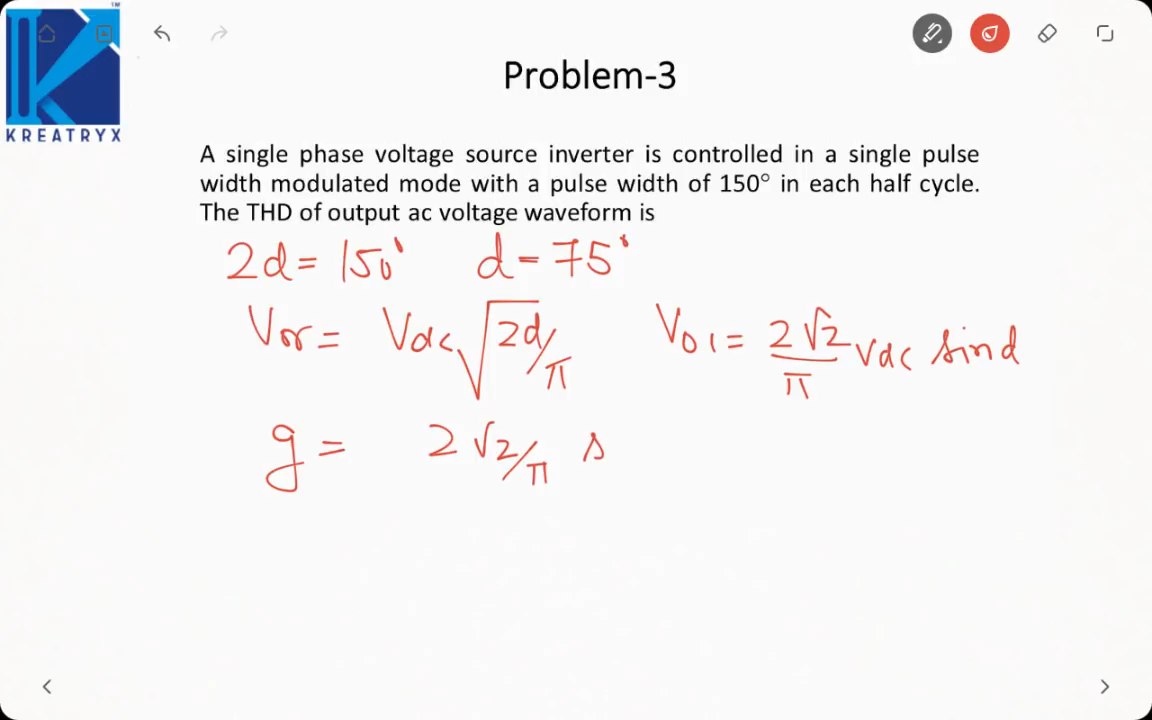 TM
KREATRYX
Problem-3
A single phase voltage source inverter is controlled in a single pulse
width modulated mode with a pulse width of 150° in each half cycle.
The THD of output ac voltage waveform is
2d = 150° d = 75°
Vor = Vdc √2d/π V01 = 2√2/π Vdc sind
g = 2√2/π s